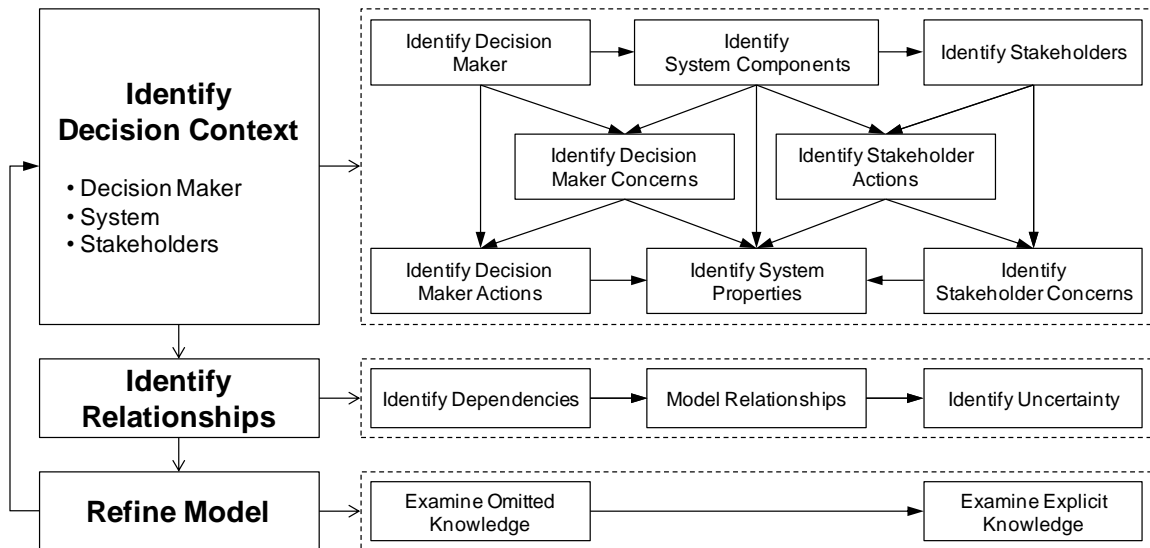 Identify
Decision Context
• Decision Maker
• System
• Stakeholders
Identify Decision
Maker
Identify
System Components
Identify Stakeholders
Identify Decision
Maker Concerns
Identify Stakeholder
Actions
Identify Decision
Maker Actions
Identify System
Properties
Identify
Stakeholder Concerns
Identify
Relationships
Identify Dependencies
Model Relationships
Identify Uncertainty
Refine Model
Examine Omitted
Knowledge
Examine Explicit
Knowledge